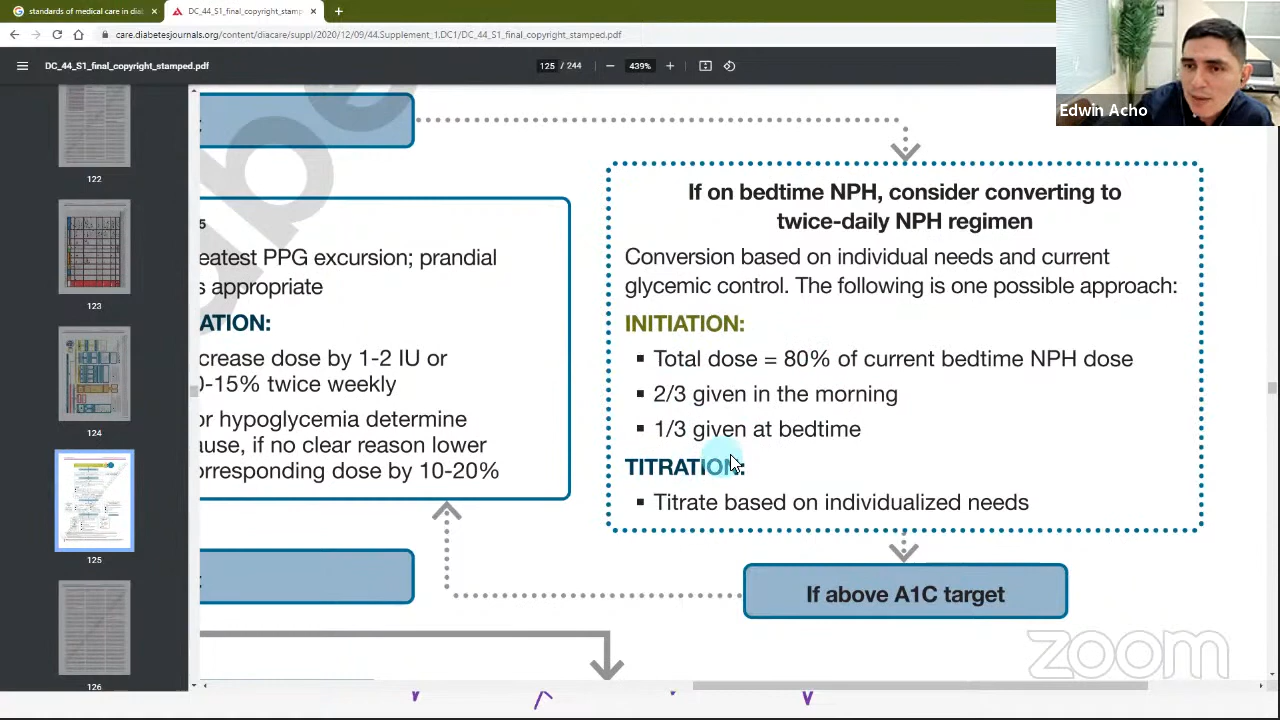 standards of medical care in diab
DC_44_S1_final_copyright_stamp
care.diabetesjournals.org/content/diacare/suppl/2020/12/09/44.Supplement_1.DC1/DC_44_S1_final_copyright_stamped.pdf
DC_44_S1_final_copyright_stamped.pdf
125 / 244
439%
Edwin Acho
122
123
124
125
126
eatest PPG excursion; prandial
s appropriate
ATION:
crease dose by 1-2 IU or
0-15% twice weekly
or hypoglycemia determine
ause, if no clear reason lower
orresponding dose by 10-20%
If on bedtime NPH, consider converting to
twice-daily NPH regimen
Conversion based on individual needs and current
glycemic control. The following is one possible approach:
INITIATION:
▪ Total dose = 80% of current bedtime NPH dose
▪ 2/3 given in the morning
▪ 1/3 given at bedtime
TITRATION:
▪ Titrate based on individualized needs
If above A1C target
zoom